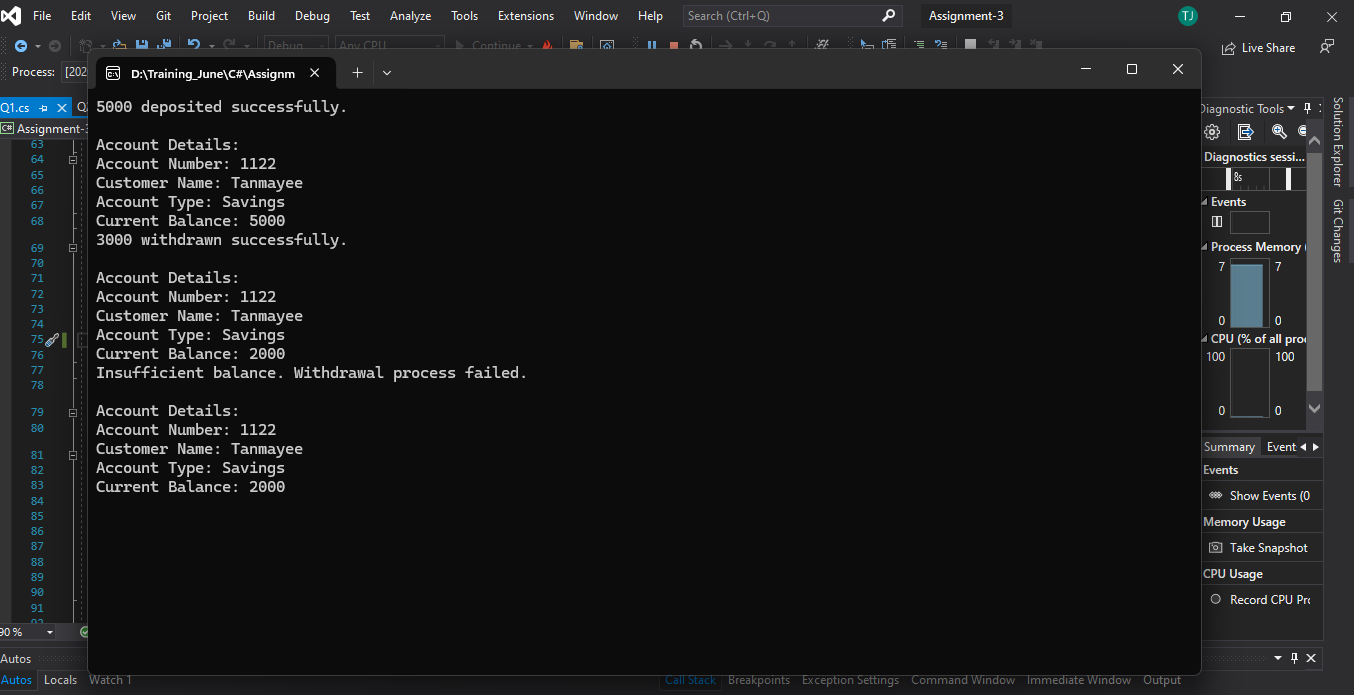 File Edit View Git Project Build Debug Test Analyze Tools Extensions Window Help Search (Ctrl+Q) Assignment-3 TJ
Debug Any CPU Continue Live Share
Process: [202
D:\Training_June\C#\Assignm
Q1.cs
Assignment-3
5000 deposited successfully.
Account Details:
Account Number: 1122
Customer Name: Tanmayee
Account Type: Savings
Current Balance: 5000
3000 withdrawn successfully.
Account Details:
Account Number: 1122
Customer Name: Tanmayee
Account Type: Savings
Current Balance: 2000
Insufficient balance. Withdrawal process failed.
Account Details:
Account Number: 1122
Customer Name: Tanmayee
Account Type: Savings
Current Balance: 2000
63
64
65
66
67
68
69
70
71
72
73
74
75
76
77
78
79
80
81
82
83
84
85
86
87
88
89
90
91
92
90 %
Diagnostic Tools
Diagnostics sessi...
8s
Events
Process Memory (
7 7
0 0
CPU (% of all proc
100 100
0 0
Summary Event
Events
Show Events (0
Memory Usage
Take Snapshot
CPU Usage
Record CPU Pro
Solution Explorer
Git Changes
Autos
Autos Locals Watch 1
Call Stack Breakpoints Exception Settings Command Window Immediate Window Output